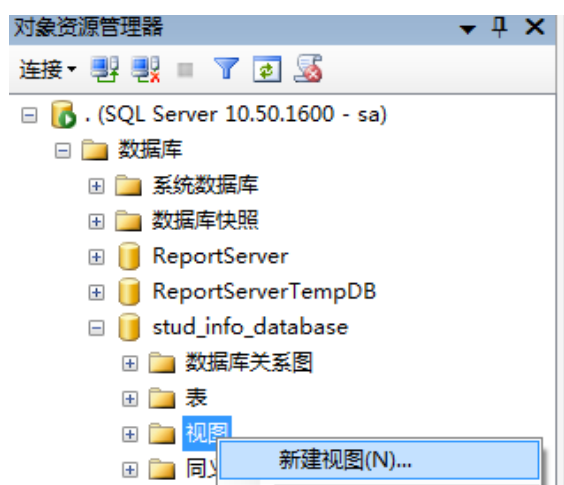 对象资源管理器
连接
. (SQL Server 10.50.1600 - sa)
数据库
系统数据库
数据库快照
ReportServer
ReportServerTempDB
stud_info_database
数据库关系图
表
视图
新建视图(N)...
同